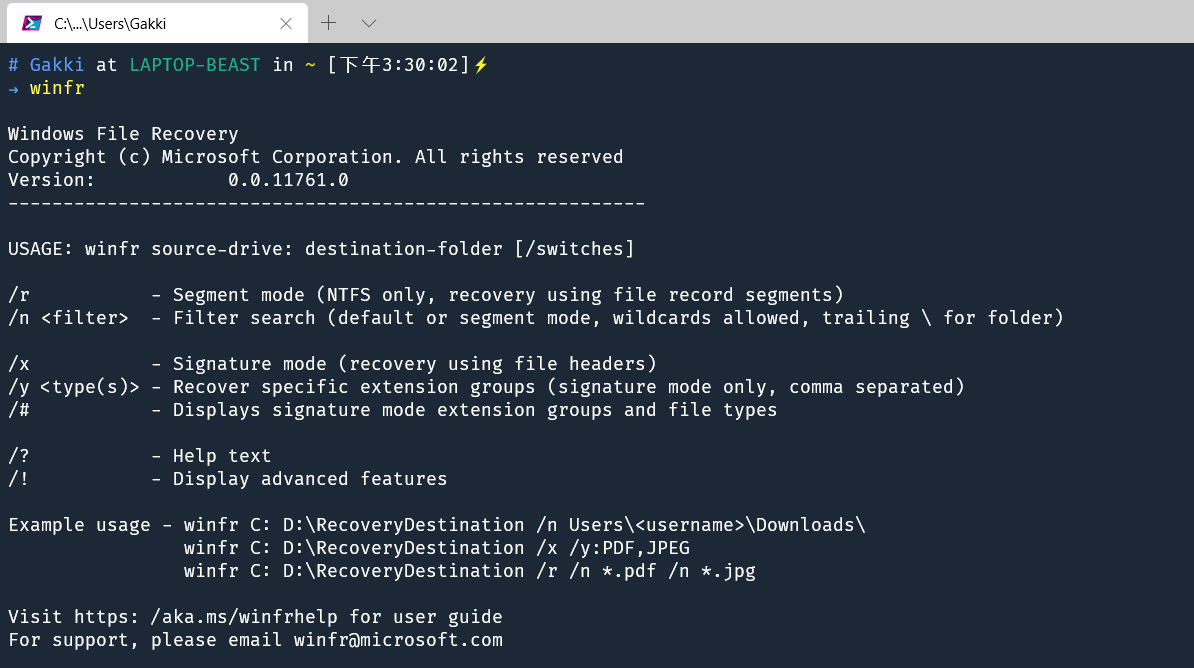 C:\...\Users\Gakki
# Gakki at LAPTOP-BEAST in ~ [下午3:30:02]⚡
→ winfr
Windows File Recovery
Copyright (c) Microsoft Corporation. All rights reserved
Version:            0.0.11761.0
----------------------------------------------------------
USAGE: winfr source-drive: destination-folder [/switches]
/r           - Segment mode (NTFS only, recovery using file record segments)
/n <filter>  - Filter search (default or segment mode, wildcards allowed, trailing \ for folder)
/x           - Signature mode (recovery using file headers)
/y <type(s)> - Recover specific extension groups (signature mode only, comma separated)
/#           - Displays signature mode extension groups and file types
/?           - Help text
/!           - Display advanced features
Example usage - winfr C: D:\RecoveryDestination /n Users\<username>\Downloads\
                winfr C: D:\RecoveryDestination /x /y:PDF,JPEG
                winfr C: D:\RecoveryDestination /r /n *.pdf /n *.jpg
Visit https: /aka.ms/winfrhelp for user guide
For support, please email winfr@microsoft.com